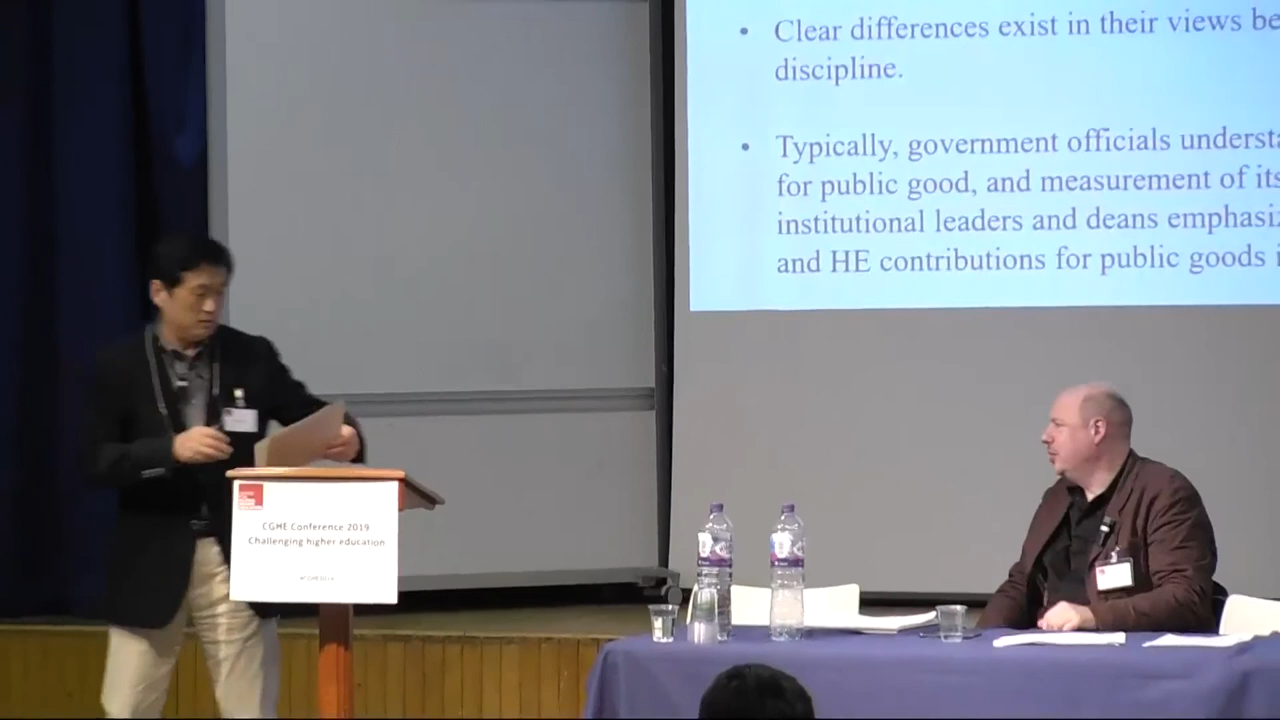 • Clear differences exist in their views be
discipline.
• Typically, government officials understa
for public good, and measurement of its
institutional leaders and deans emphasiz
and HE contributions for public goods i
CGHE Conference 2019
Challenging higher education